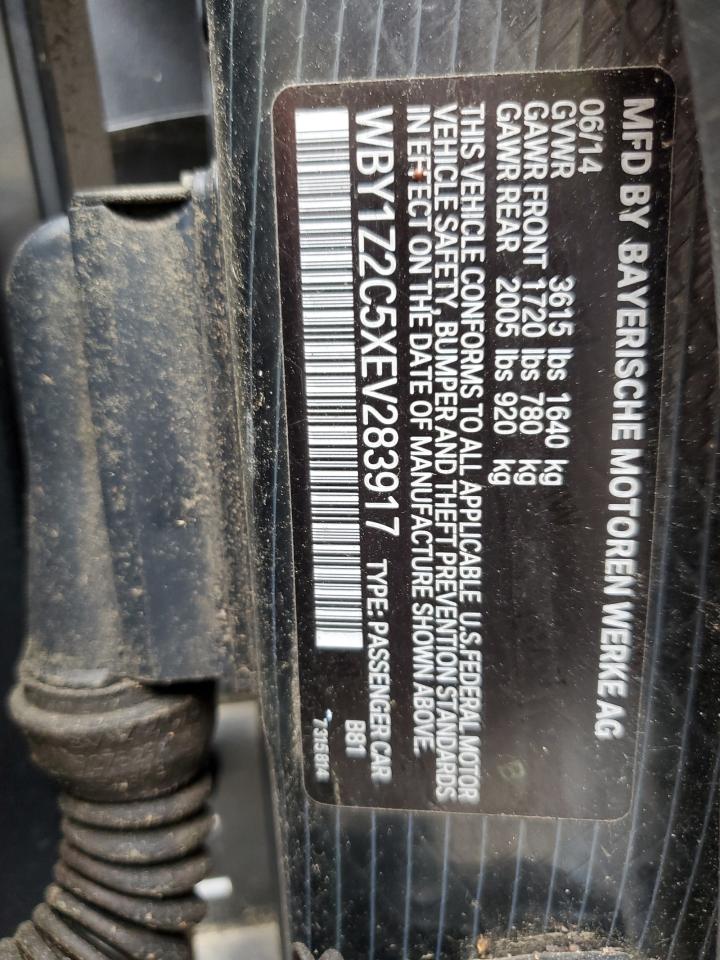 MFD BY BAYERISCHE MOTOREN WERKE AG
06/14
GVWR 3615 lbs 1640 kg
GAWR FRONT 1720 lbs 780 kg
GAWR REAR 2005 lbs 920 kg
THIS VEHICLE CONFORMS TO ALL APPLICABLE U.S.FEDERAL MOTOR
VEHICLE SAFETY, BUMPER AND THEFT PREVENTION STANDARDS
IN EFFECT ON THE DATE OF MANUFACTURE SHOWN ABOVE.
WBY1Z2C5XEV283917 TYPE: PASSENGER CAR
B81